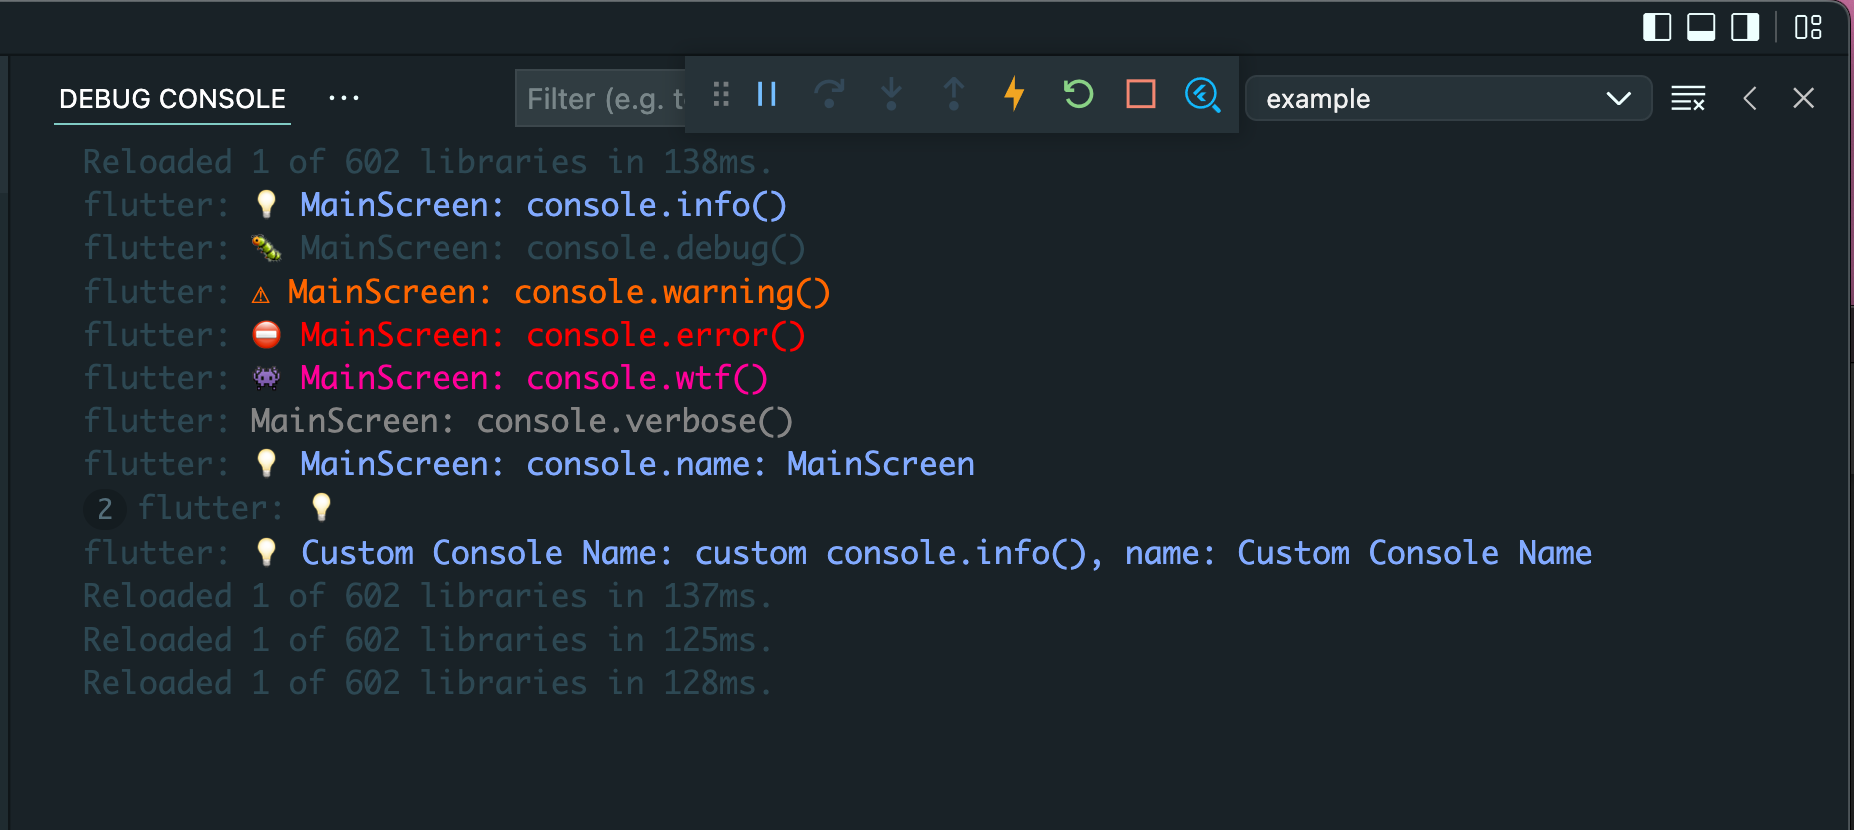 DEBUG CONSOLE
Filter (e.g. t
example
Reloaded 1 of 602 libraries in 138ms.
flutter: 💡 MainScreen: console.info()
flutter: 🐛 MainScreen: console.debug()
flutter: ⚠ MainScreen: console.warning()
flutter: ⛔ MainScreen: console.error()
flutter: 👾 MainScreen: console.wtf()
flutter: MainScreen: console.verbose()
flutter: 💡 MainScreen: console.name: MainScreen
2 flutter: 💡
flutter: 💡 Custom Console Name: custom console.info(), name: Custom Console Name
Reloaded 1 of 602 libraries in 137ms.
Reloaded 1 of 602 libraries in 125ms.
Reloaded 1 of 602 libraries in 128ms.